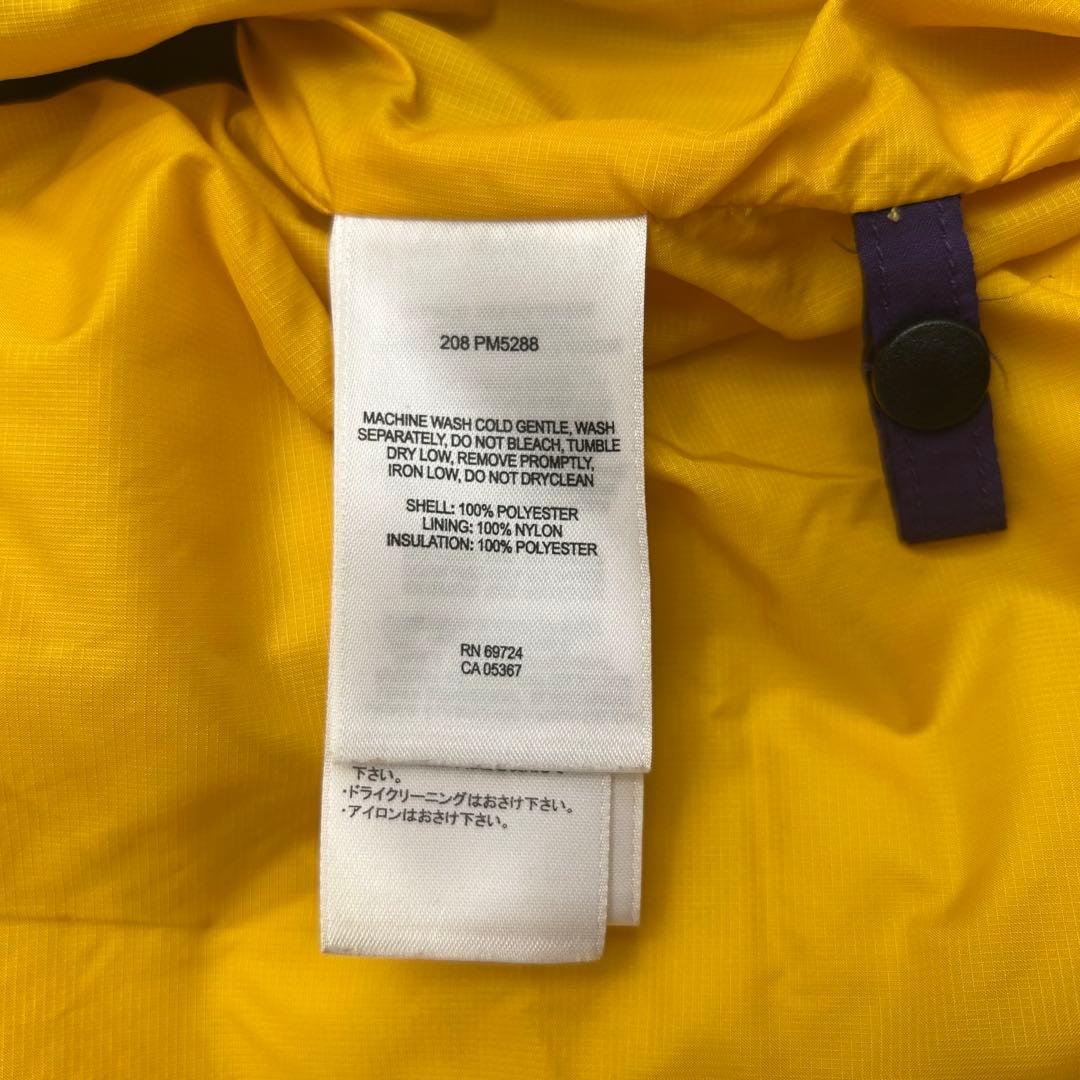 208 PM5288
MACHINE WASH COLD GENTLE, WASH
SEPARATELY, DO NOT BLEACH, TUMBLE
DRY LOW, REMOVE PROMPTLY,
IRON LOW, DO NOT DRYCLEAN
SHELL: 100% POLYESTER
LINING: 100% NYLON
INSULATION: 100% POLYESTER
RN 69724
CA 05367
下さい。
・ドライクリーニングはおさけ下さい。
・アイロンはおさけ下さい。